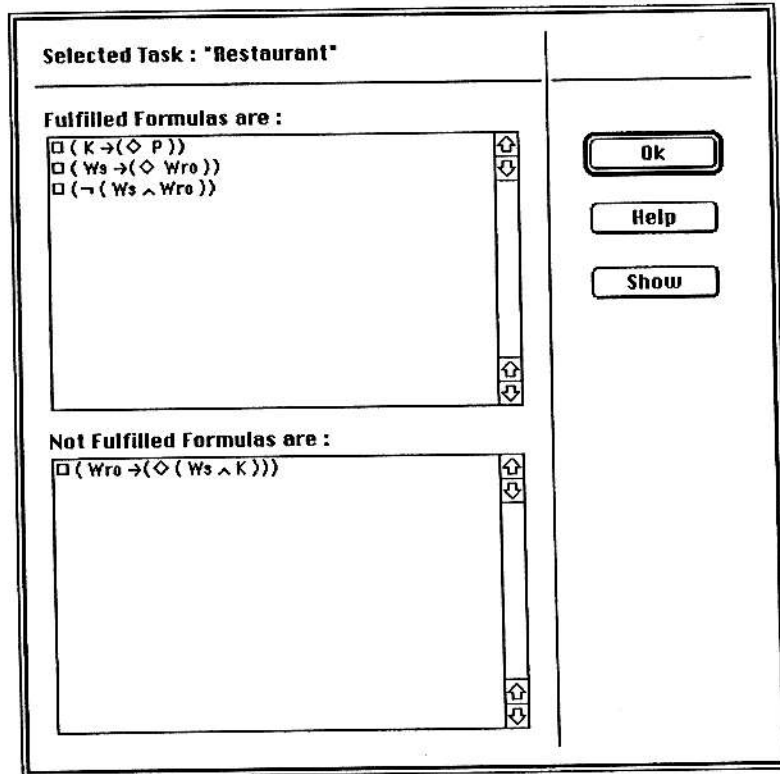 Selected Task : "Restaurant"
Fulfilled Formulas are :
□ ( K →(◇ P ))
□ ( Ws →(◇ Wro ))
□ (¬ ( Ws ∧ Wro ))
Ok
Help
Show
Not Fulfilled Formulas are :
□ ( Wro →(◇ ( Ws ∧ K )))